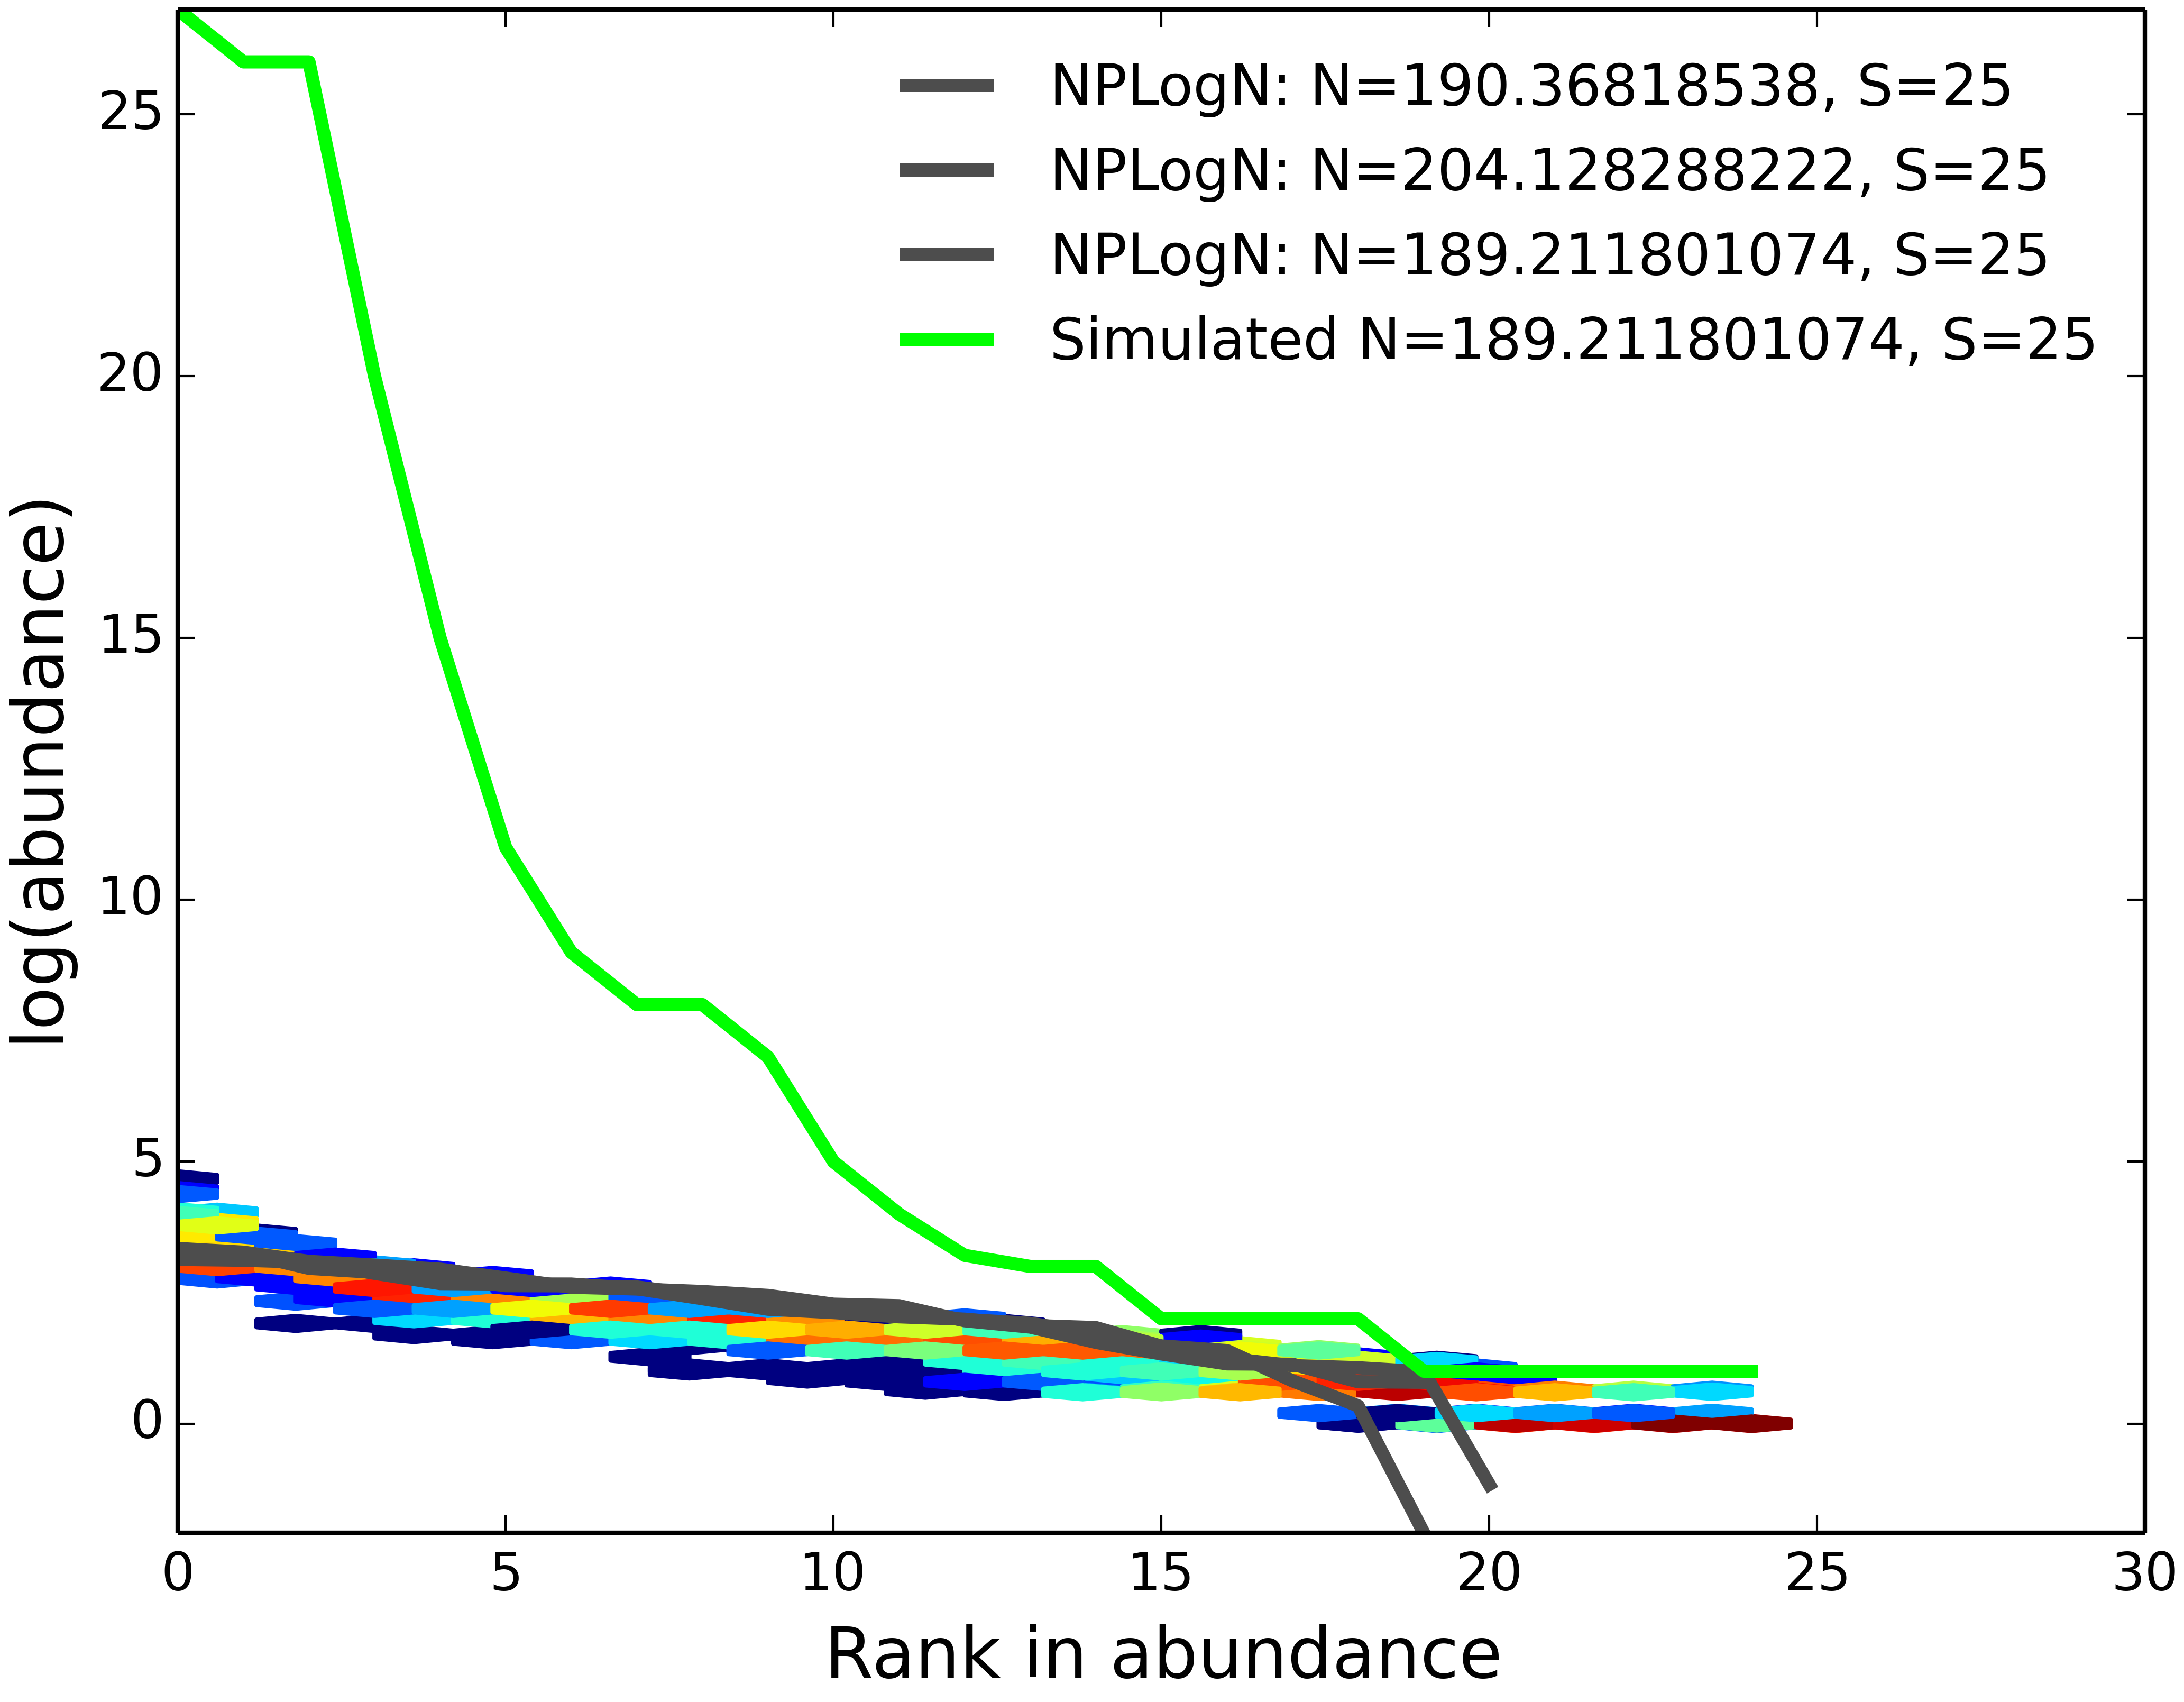 NPLogN: N=190.36818538, S=25
NPLogN: N=204.128288222, S=25
NPLogN: N=189.211801074, S=25
Simulated N=189.211801074, S=25
log(abundance)
25
20
15
10
5
0
0 5 10 15 20 25 30
Rank in abundance